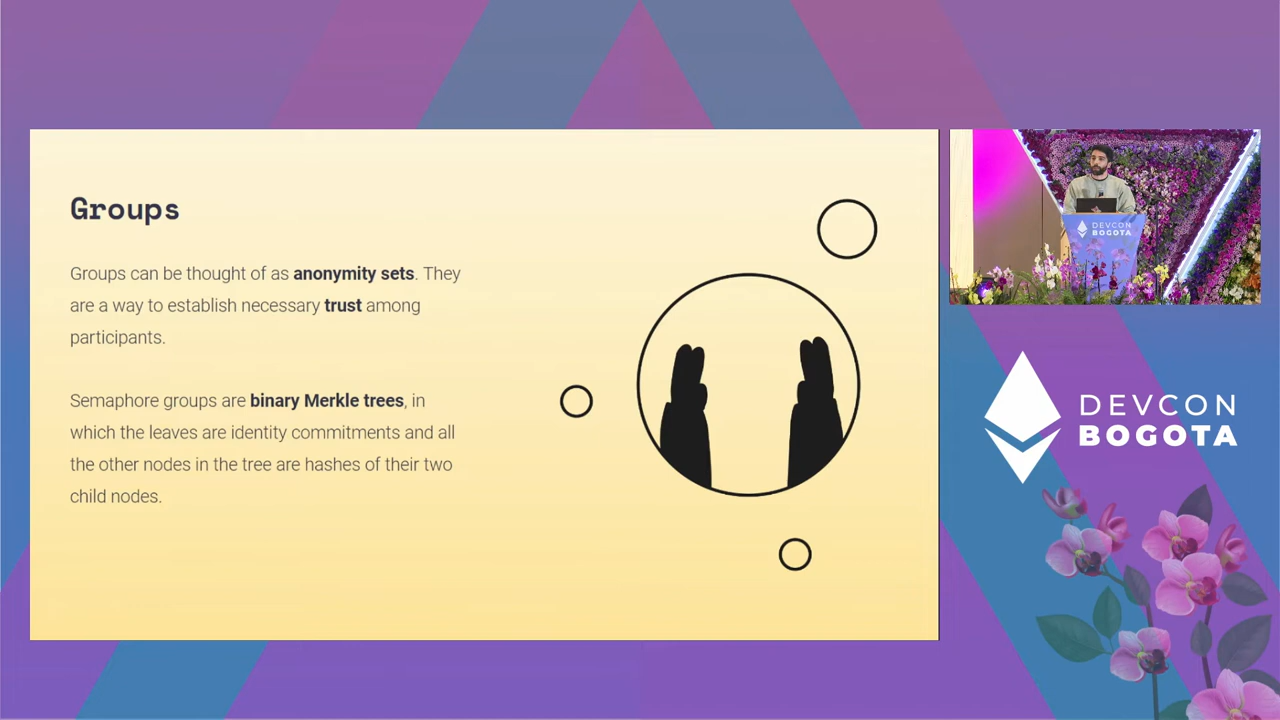 Groups
Groups can be thought of as anonymity sets. They
are a way to establish necessary trust among
participants.
Semaphore groups are binary Merkle trees, in
which the leaves are identity commitments and all
the other nodes in the tree are hashes of their two
child nodes.
DEVCON
BOGOTA
DEVCON
BOGOTA